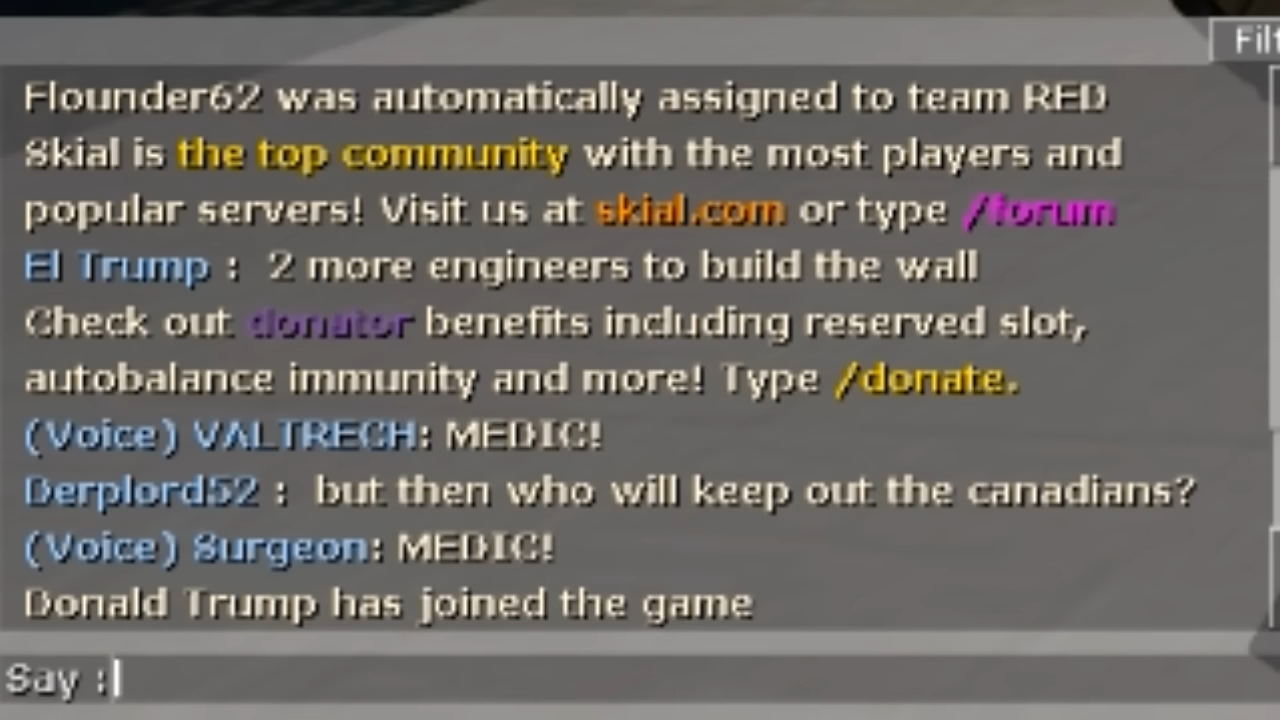 Filt
Flounder62 was automatically assigned to team RED
Skial is the top community with the most players and
popular servers! Visit us at skial.com or type /forum
El Trump :  2 more engineers to build the wall
Check out donator benefits including reserved slot,
autobalance immunity and more! Type /donate.
(Voice) VALTRECH: MEDIC!
Derplord52 :  but then who will keep out the canadians?
(Voice) Surgeon: MEDIC!
Donald Trump has joined the game
Say :